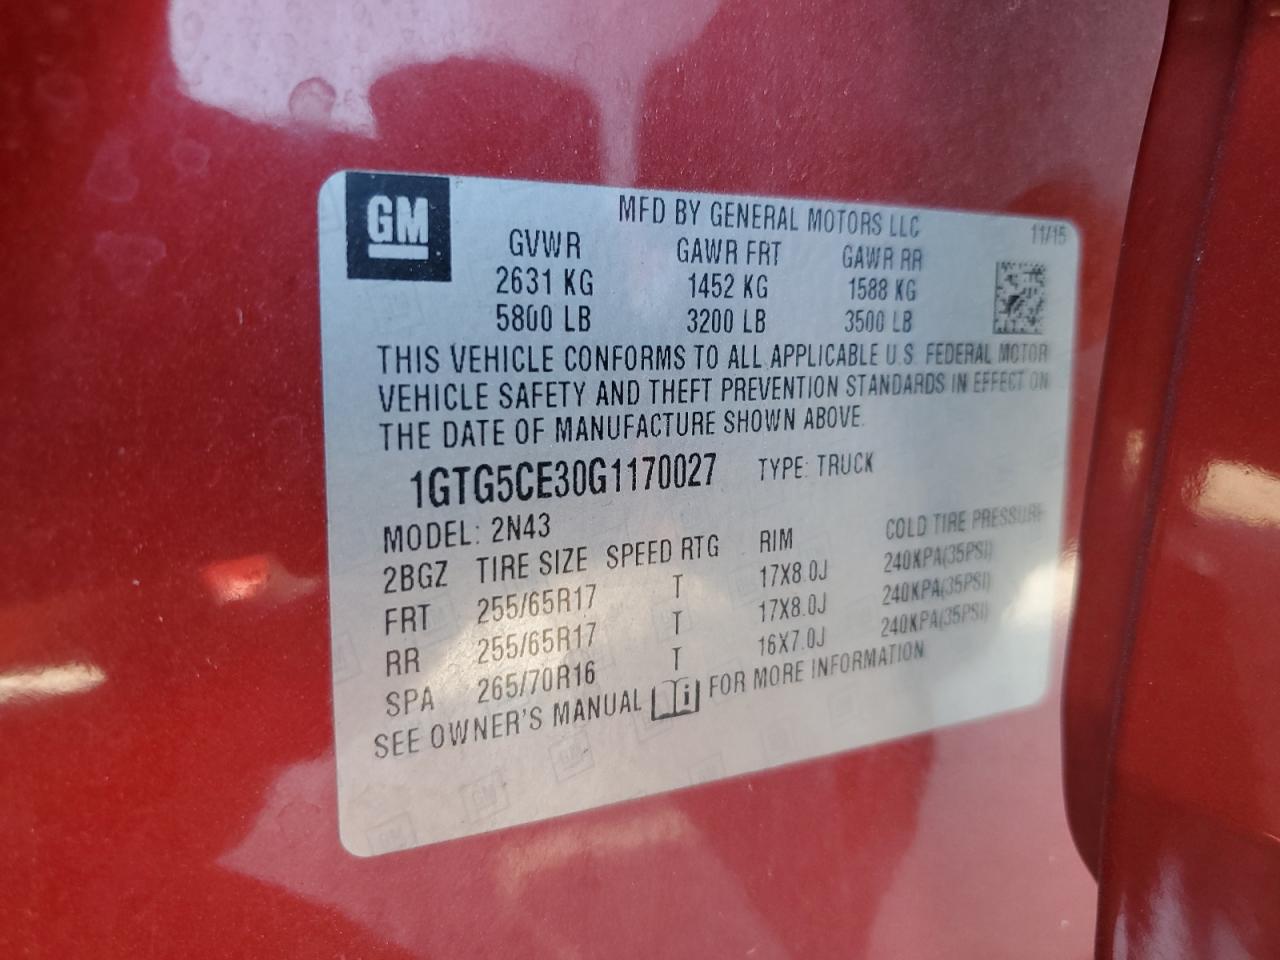 GM
MFD BY GENERAL MOTORS LLC
11/15
GVWR GAWR FRT GAWR RR
2631 KG 1452 KG 1588 KG
5800 LB 3200 LB 3500 LB
THIS VEHICLE CONFORMS TO ALL APPLICABLE U.S. FEDERAL MOTOR
VEHICLE SAFETY AND THEFT PREVENTION STANDARDS IN EFFECT ON
THE DATE OF MANUFACTURE SHOWN ABOVE.
1GTG5CE30G1170027 TYPE: TRUCK
MODEL: 2N43
2BGZ TIRE SIZE SPEED RTG RIM COLD TIRE PRESSURE
FRT 255/65R17 T 17X8.0J 240KPA(35PSI)
RR 255/65R17 T 17X8.0J 240KPA(35PSI)
SPA 265/70R16 T 16X7.0J 240KPA(35PSI)
SEE OWNER'S MANUAL i FOR MORE INFORMATION